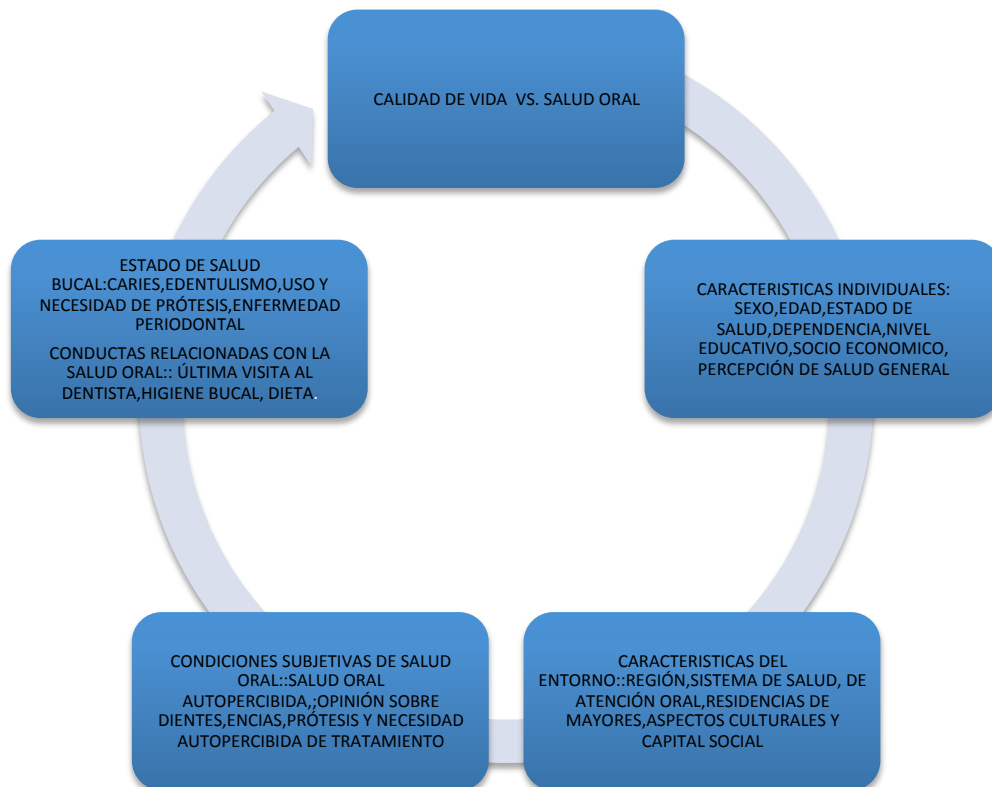 CALIDAD DE VIDA  VS. SALUD ORAL
CARACTERISTICAS INDIVIDUALES:
SEXO,EDAD,ESTADO DE
SALUD,DEPENDENCIA,NIVEL
EDUCATIVO,SOCIO ECONOMICO,
PERCEPCIÓN DE SALUD GENERAL
CARACTERISTICAS DEL
ENTORNO::REGIÓN,SISTEMA DE SALUD, DE
ATENCIÓN ORAL,RESIDENCIAS DE
MAYORES,ASPECTOS CULTURALES Y
CAPITAL SOCIAL
CONDICIONES SUBJETIVAS DE SALUD
ORAL::SALUD ORAL
AUTOPERCIBIDA,;OPINIÓN SOBRE
DIENTES,ENCIAS,PRÓTESIS Y NECESIDAD
AUTOPERCIBIDA DE TRATAMIENTO
ESTADO DE SALUD
BUCAL:CARIES,EDENTULISMO,USO Y
NECESIDAD DE PRÓTESIS,ENFERMEDAD
PERIODONTAL
CONDUCTAS RELACIONADAS CON LA
SALUD ORAL:: ÚLTIMA VISITA AL
DENTISTA,HIGIENE BUCAL, DIETA.